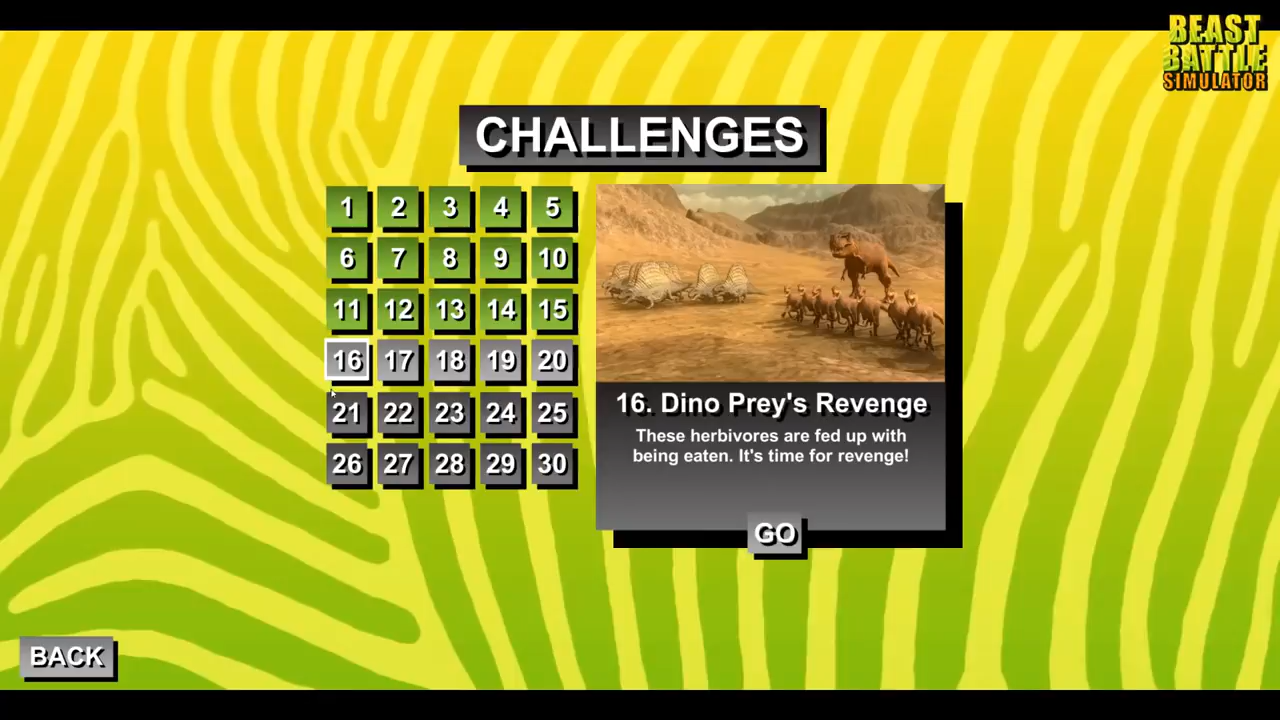 BEAST
BATTLE
SIMULATOR
CHALLENGES
1 2 3 4 5
6 7 8 9 10
11 12 13 14 15
16 17 18 19 20
21 22 23 24 25
26 27 28 29 30
16. Dino Prey's Revenge
These herbivores are fed up with
being eaten. It's time for revenge!
GO
BACK